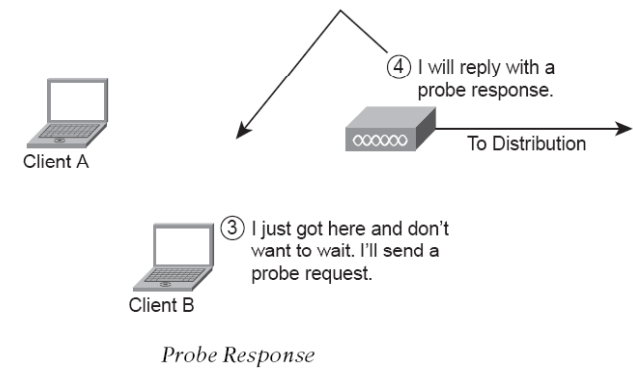 ④ I will reply with a
probe response.
Client A
To Distribution
③ I just got here and don't
want to wait. I'll send a
probe request.
Client B
Probe Response